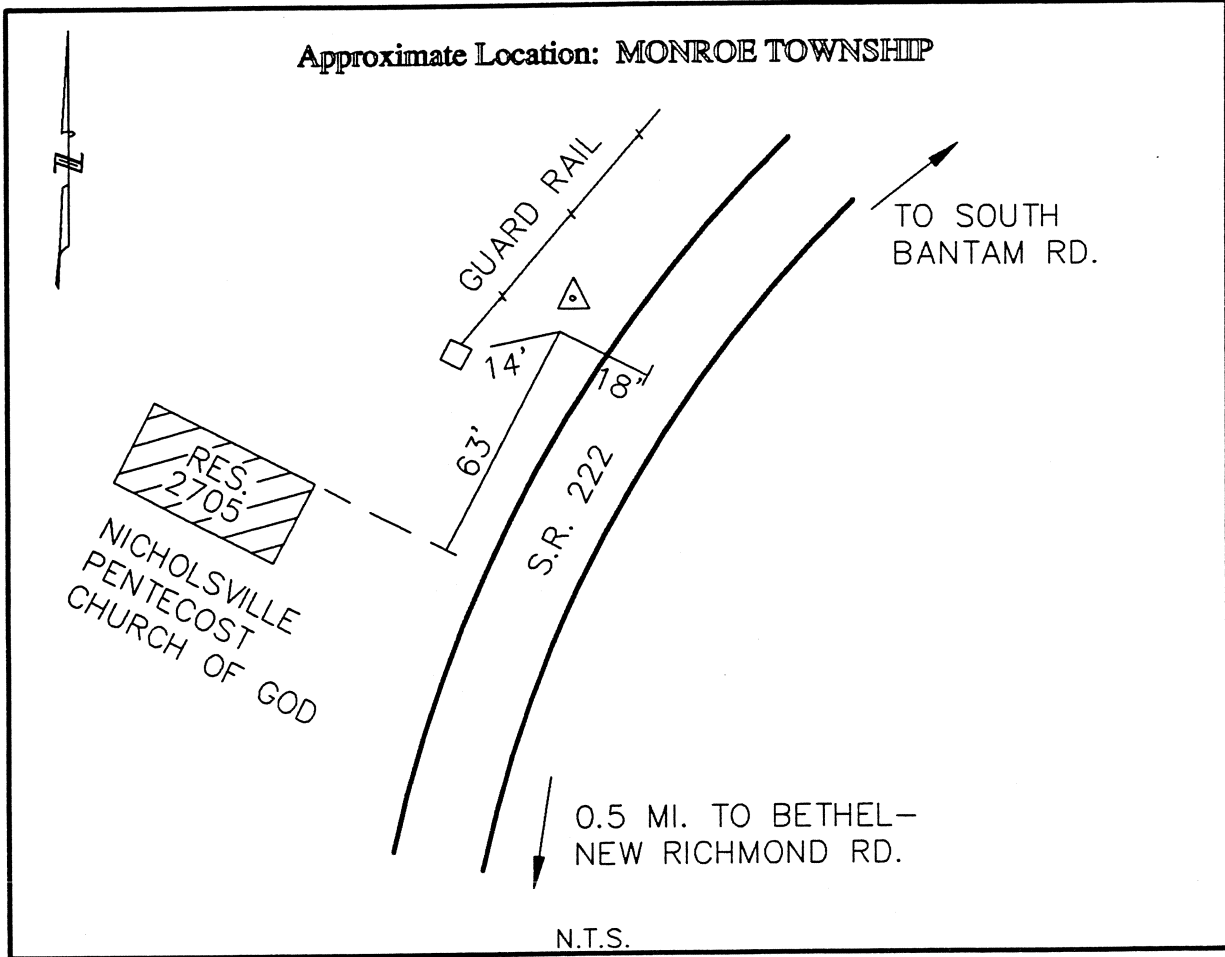 Approximate Location: MONROE TOWNSHIP
N
GUARD RAIL
TO SOUTH
BANTAM RD.
14'
18'
63'
RES.
2705
S.R. 222
NICHOLSVILLE
PENTECOST
CHURCH OF GOD
0.5 MI. TO BETHEL-
NEW RICHMOND RD.
N.T.S.